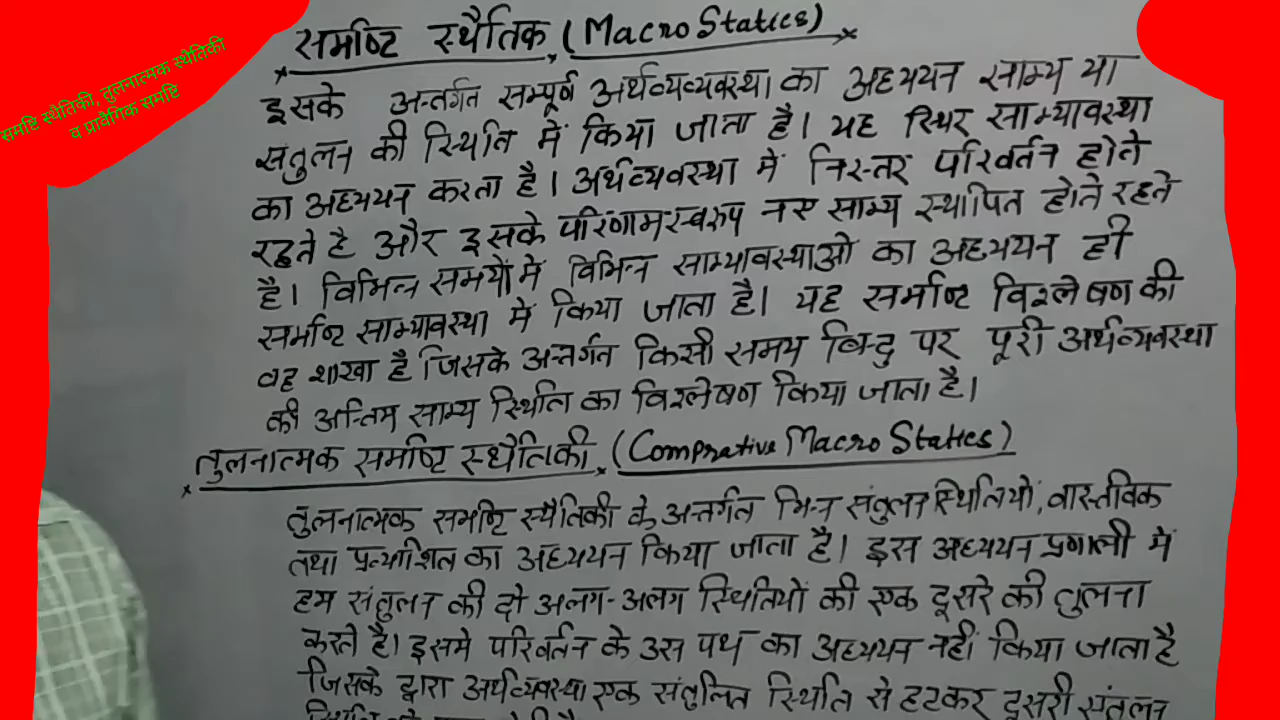 समष्टि स्थैतिकी, तुलनात्मक स्थैतिकी
व प्रावैगिक समष्टि
समष्टि स्थैतिक (Macro Statics)
इसके अन्तर्गत सम्पूर्ण अर्थव्यव्यवस्था का अध्ययन साम्य या
संतुलन की स्थिति में किया जाता है। यह स्थिर साम्यावस्था
का अध्ययन करता है। अर्थव्यवस्था में निरन्तर परिवर्तन होते
रहते है और इसके परिणामस्वरुप नए साम्य स्थापित होते रहते
है। विभिन्न समयों में विभिन्न साम्यावस्थाओ का अध्ययन ही
समष्टि साम्यावस्था में किया जाता है। यह समष्टि विश्लेषण की
वह शाखा है जिसके अन्तर्गत किसी समय विन्दु पर पूरी अर्थव्यवस्था
की अन्तिम साम्य स्थिति का विश्लेषण किया जाता है।
तुलनात्मक समष्टि स्थैतिकी (Comprative Macro Statics)
तुलनात्मक समष्टि स्थैतिकी के अन्तर्गत भिन्न संतुलन स्थितियों, वास्तविक
तथा प्रत्याशित का अध्ययन किया जाता है। इस अध्ययन प्रणाली में
हम संतुलन की दो अलग-अलग स्थितियों की एक दूसरे की तुलना
करते है। इसमे परिवर्तन के उस पथ का अध्ययन नहीं किया जाता है
जिसके द्वारा अर्थव्यवस्था एक संतुलित स्थिति से हटकर दूसरी संतुलन